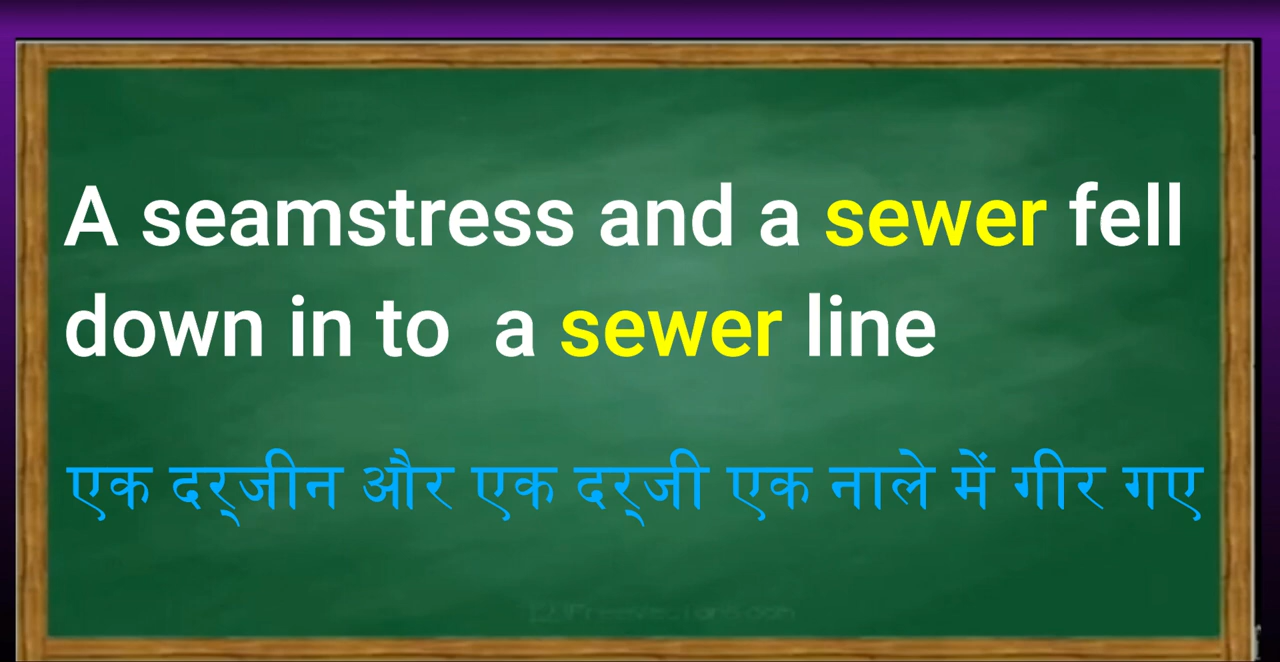 A seamstress and a sewer fell
down in to a sewer line
एक दर्‌जीन और एक दर्‌जी एक नाले में गीर गए